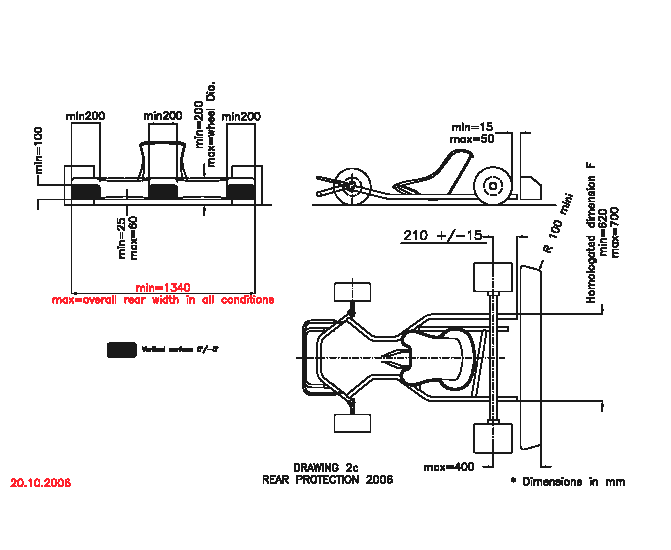 min200
min200
min200
min=100
min=200
max=wheel Dia.
min=25
max=60
min=1340
max=overall rear width in all conditions
Vertical surface
min=15
max=50
210 +/-15
R 100 mini
Homologated dimension F
min=620
max=700
max=400
DRAWING 2c
REAR PROTECTION 2006
20.10.2006
* Dimensions in mm